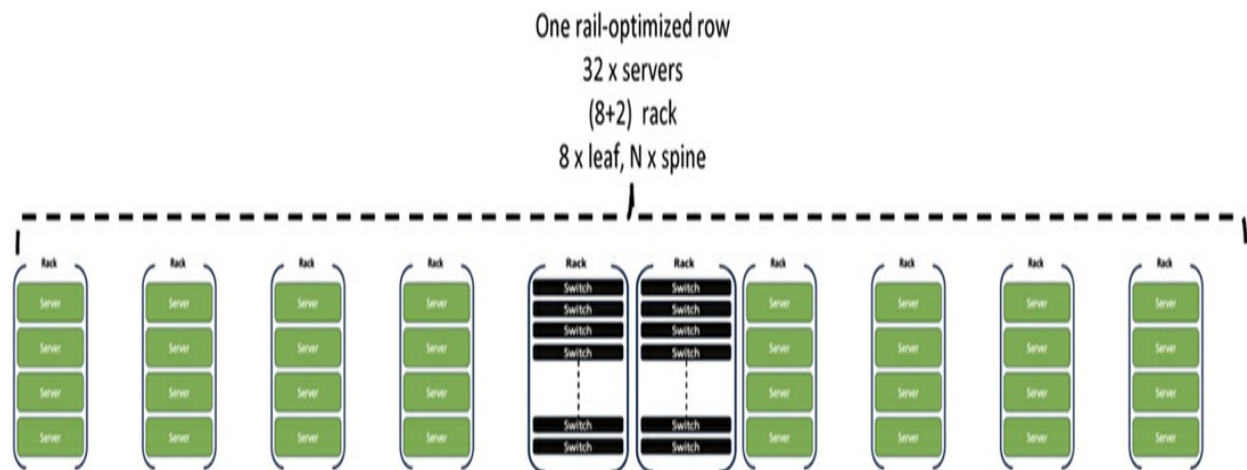 One rail-optimized row
32 x servers
(8+2) rack
8 x leaf, N x spine
Rack Rack Rack Rack Rack Rack Rack Rack Rack Rack
Server Server Server Server Switch Switch Server Server Server Server
Switch Switch
Server Server Server Server Switch Switch Server Server Server Server
Switch Switch
Server Server Server Server Server Server Server Server
Server Server Server Server Switch Switch Server Server Server Server
Switch Switch